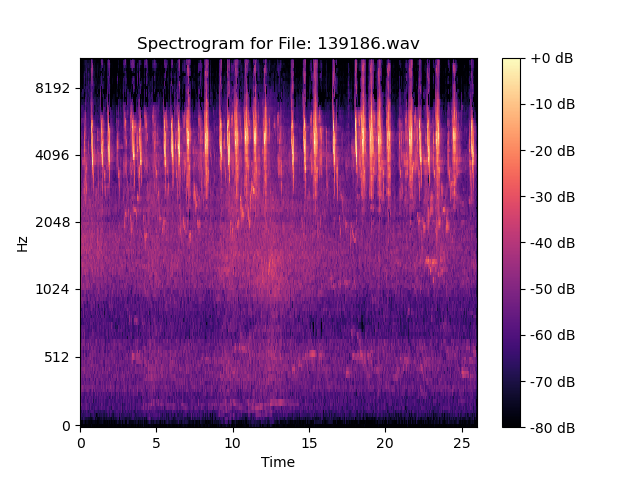 Spectrogram for File: 139186.wav
8192
4096
2048
1024
512
0
Hz
0
5
10
15
20
25
Time
+0 dB
-10 dB
-20 dB
-30 dB
-40 dB
-50 dB
-60 dB
-70 dB
-80 dB